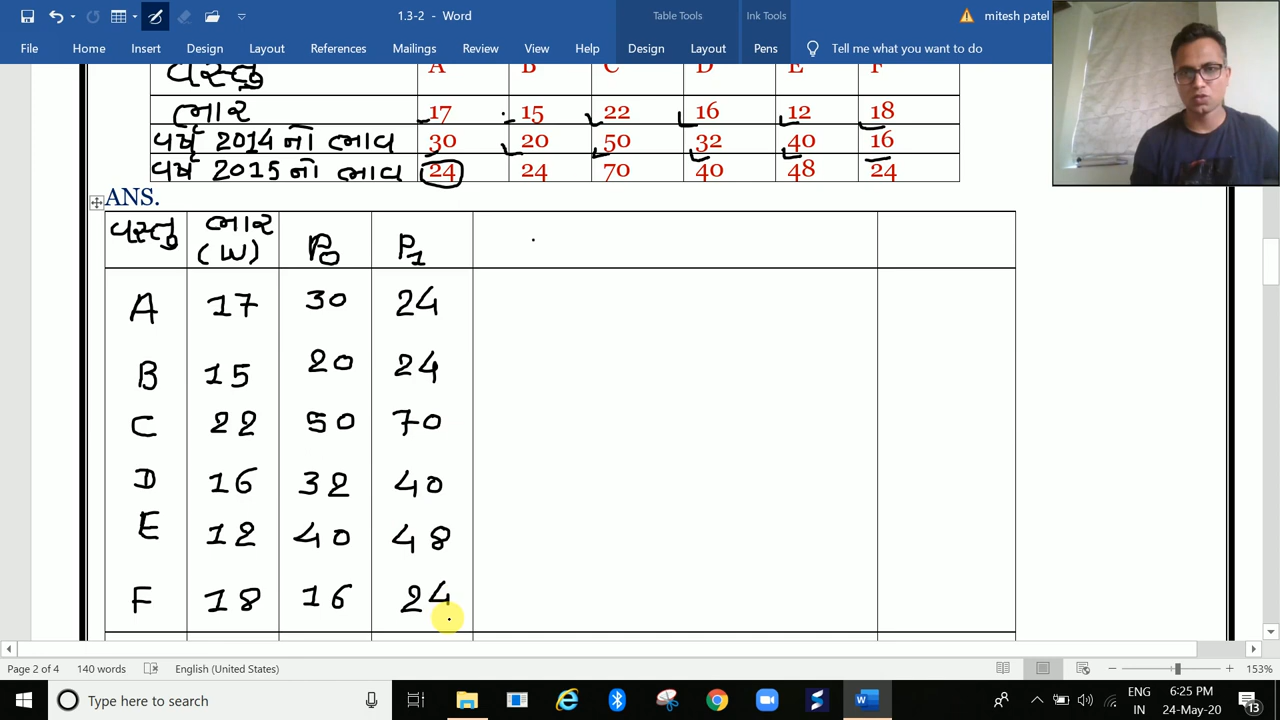 1.3-2 - Word
Table Tools
Ink Tools
mitesh patel
File Home Insert Design Layout References Mailings Review View Help Design Layout Pens Tell me what you want to do
વસ્તુ A B C D E F
ભાર 17 15 22 16 12 18
વર્ષ 2014 નો ભાવ 30 20 50 32 40 16
વર્ષ 2015 નો ભાવ 24 24 70 40 48 24
ANS.
વસ્તુ ભાર (W) P0 P1
A 17 30 24
B 15 20 24
C 22 50 70
D 16 32 40
E 12 40 48
F 18 16 24
Page 2 of 4 140 words English (United States) 153%
Type here to search
ENG 6:25 PM
IN 24-May-20 13